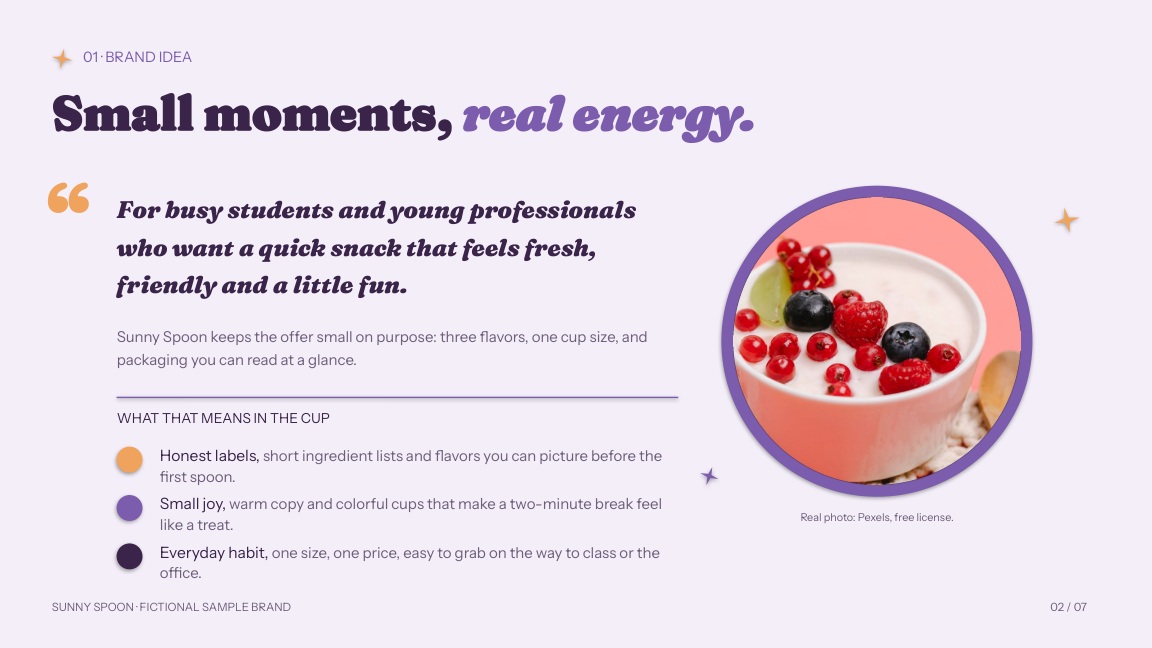 01 · BRAND IDEA
Small moments, real energy.
“
For busy students and young professionals
who want a quick snack that feels fresh,
friendly and a little fun.
Sunny Spoon keeps the offer small on purpose: three flavors, one cup size, and
packaging you can read at a glance.
WHAT THAT MEANS IN THE CUP
Honest labels, short ingredient lists and flavors you can picture before the
first spoon.
Small joy, warm copy and colorful cups that make a two-minute break feel
like a treat.
Everyday habit, one size, one price, easy to grab on the way to class or the
office.
Real photo: Pexels, free license.
SUNNY SPOON · FICTIONAL SAMPLE BRAND
02 / 07